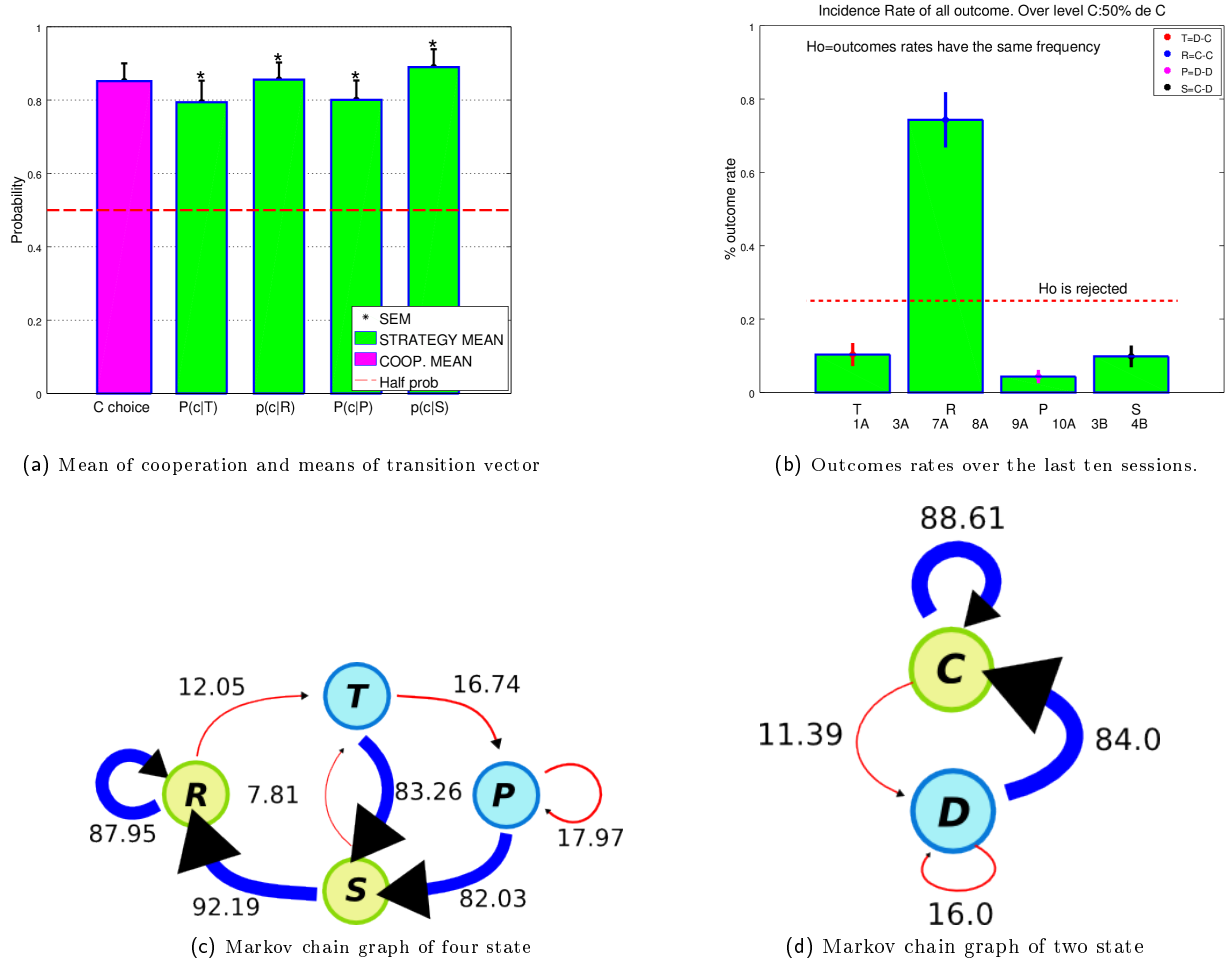 1
0.8
0.6
0.4
0.2
0
Probability
*
*
*
*
* SEM
STRATEGY MEAN
COOP. MEAN
Half prob
C choice P(c|T) p(c|R) P(c|P) p(c|S)
(a) Mean of cooperation and means of transition vector
Incidence Rate of all outcome. Over level C:50% de C
1
0.8
0.6
0.4
0.2
0
% outcome rate
Ho=outcomes rates have the same frequency
T=D-C
R=C-C
P=D-D
S=C-D
Ho is rejected
T R P S
1A 3A 7A 8A 9A 10A 3B 4B
(b) Outcomes rates over the last ten sessions.
12.05
T
16.74
R
7.81
83.26
P
87.95
17.97
S
92.19
82.03
(c) Markov chain graph of four state
88.61
C
11.39
84.0
D
16.0
(d) Markov chain graph of two state